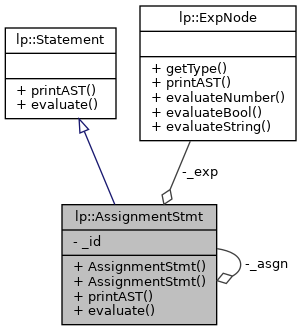 lp::Statement
+ printAST()
+ evaluate()
lp::ExpNode
+ getType()
+ printAST()
+ evaluateNumber()
+ evaluateBool()
+ evaluateString()
-_exp
lp::AssignmentStmt
- _id
+ AssignmentStmt()
+ AssignmentStmt()
+ printAST()
+ evaluate()
-_asgn